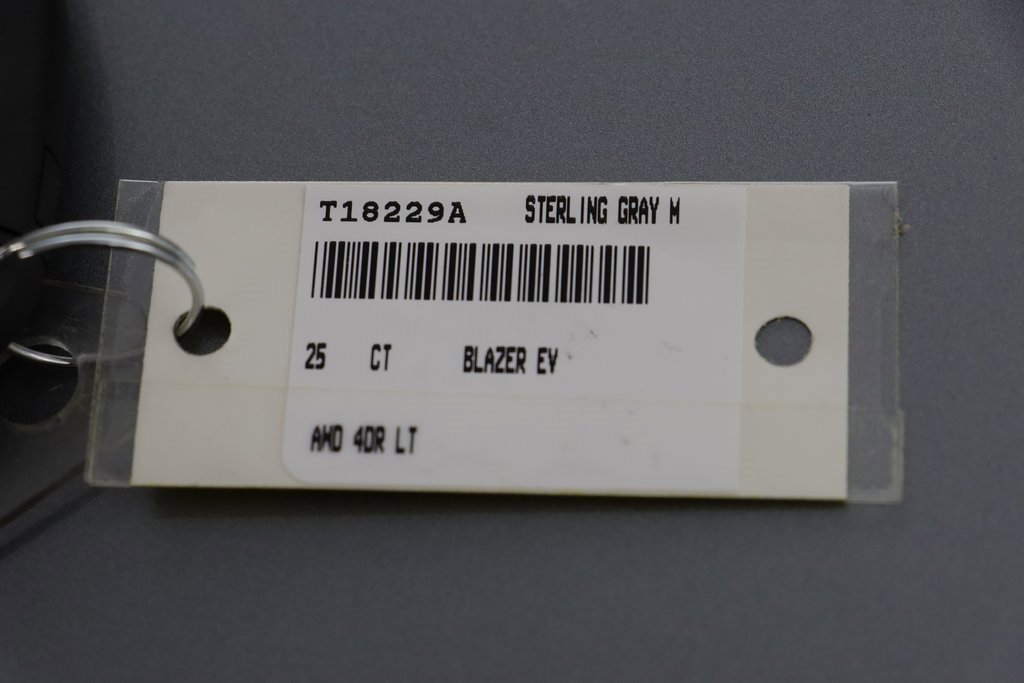 T18229A STERLING GRAY M
25 CT BLAZER EV
AWD 4DR LT